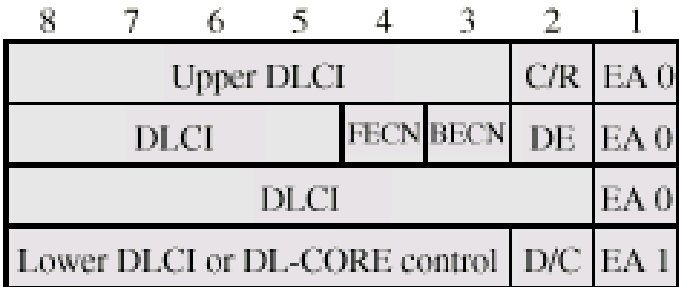 8 7 6 5 4 3 2 1
Upper DLCI C/R EA 0
DLCI FECN BECN DE EA 0
DLCI EA 0
Lower DLCI or DL-CORE control D/C EA 1